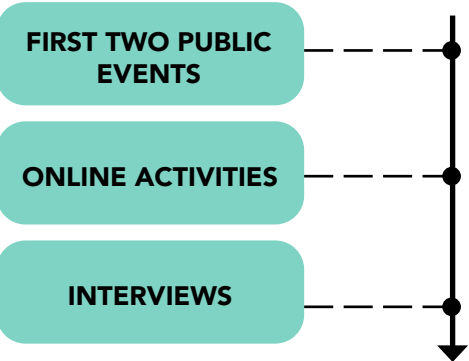 FIRST TWO PUBLIC
EVENTS
ONLINE ACTIVITIES
INTERVIEWS